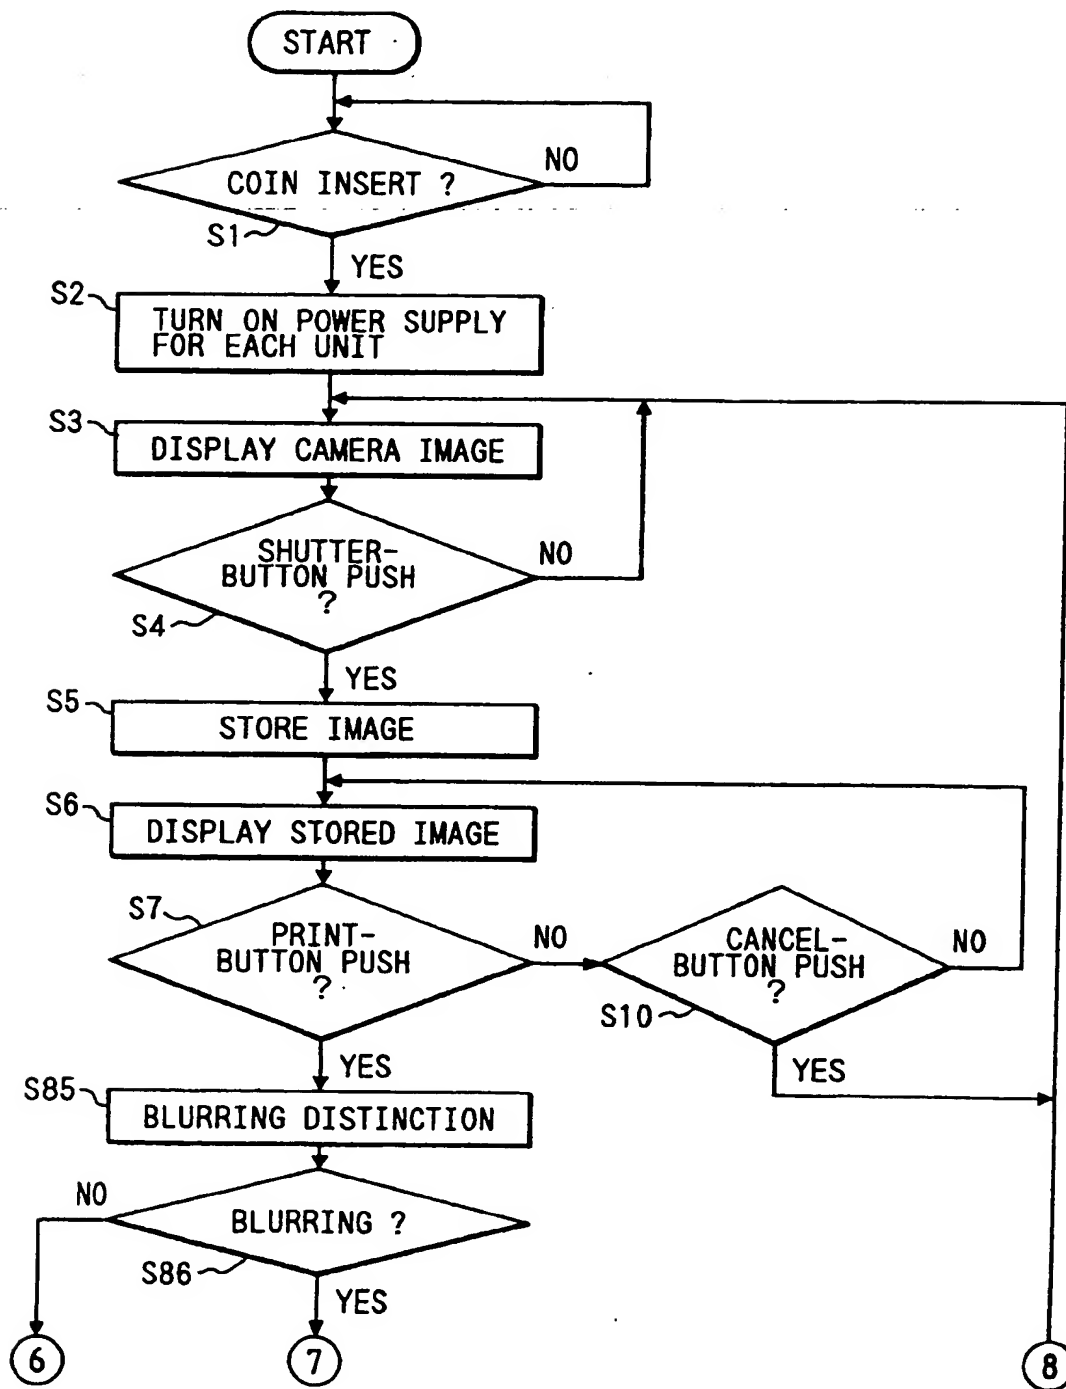 START
COIN INSERT ?
NO
S1
YES
S2
TURN ON POWER SUPPLY
FOR EACH UNIT
S3
DISPLAY CAMERA IMAGE
SHUTTER-
BUTTON PUSH
?
NO
S4
YES
S5
STORE IMAGE
S6
DISPLAY STORED IMAGE
S7
PRINT-
BUTTON PUSH
?
NO
CANCEL-
BUTTON PUSH
?
NO
S10
YES
YES
S85
BLURRING DISTINCTION
NO
BLURRING ?
S86
YES
6
7
8